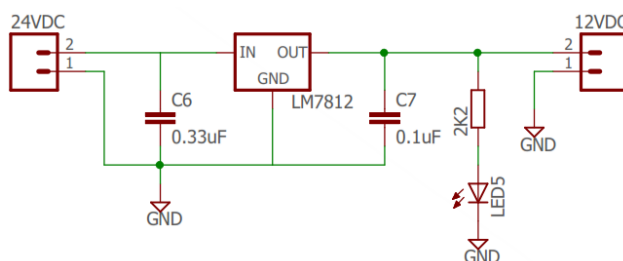 24VDC
2
1
IN
OUT
GND
LM7812
C6
0.33uF
C7
0.1uF
2K2
LED5
12VDC
2
1
GND
GND
GND